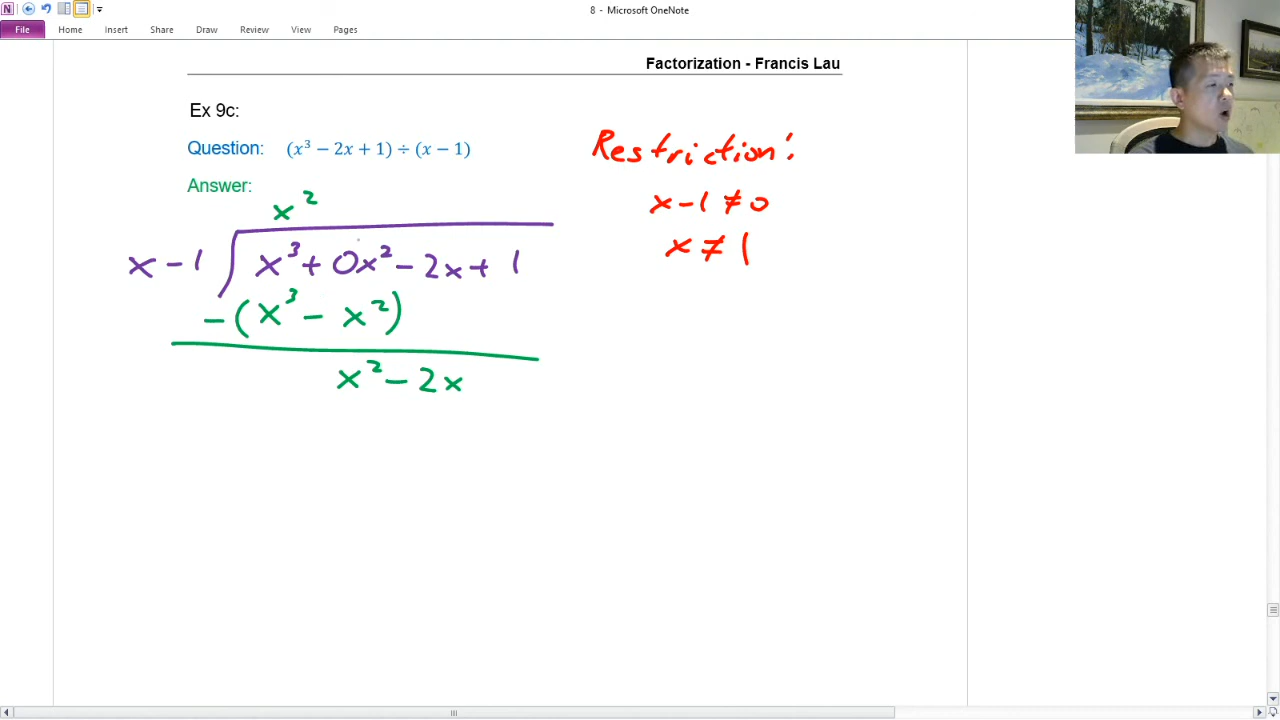 8 - Microsoft OneNote
File Home Insert Share Draw Review View Pages
Factorization - Francis Lau
Ex 9c:
Question: (x³ − 2x + 1) ÷ (x − 1)
Answer:
x²
x - 1 x³ + 0x² - 2x + 1
- (x³ - x²)
x² - 2x
Restriction:
x - 1 ≠ 0
x ≠ 1